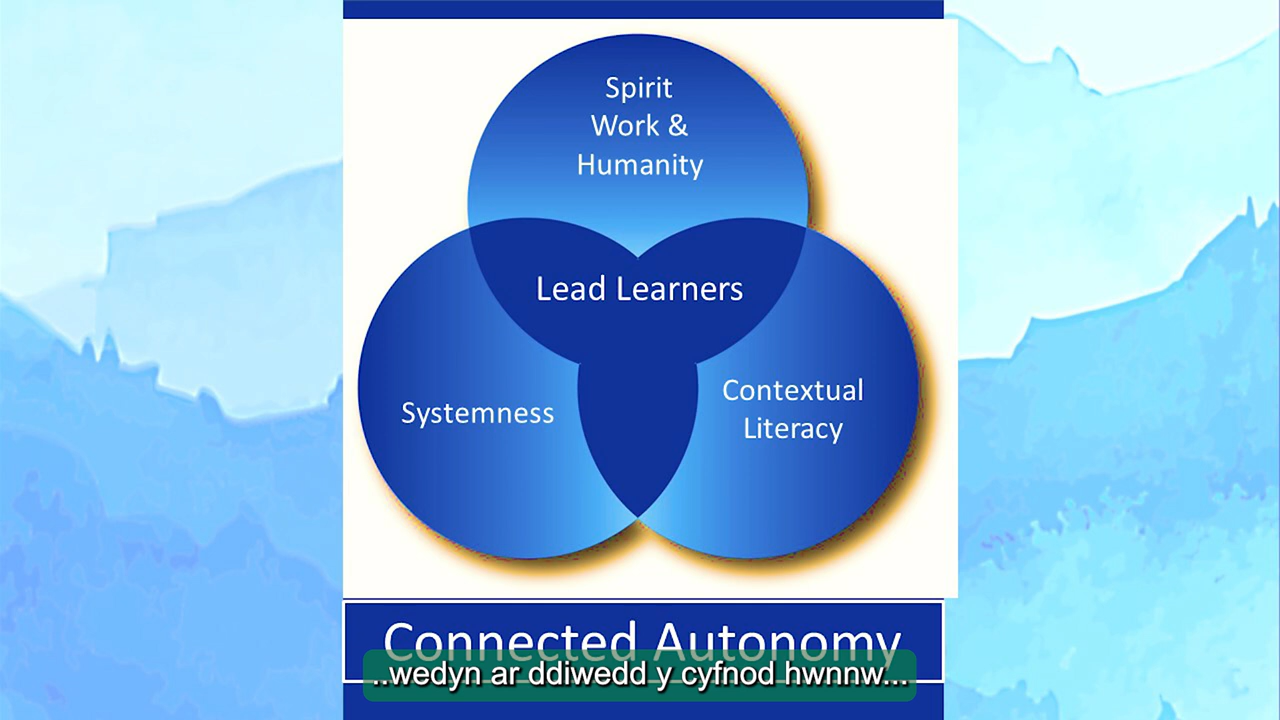 Spirit
Work &
Humanity
Lead Learners
Systemness
Contextual
Literacy
Connected Autonomy
..wedyn ar ddiwedd y cyfnod hwnnw...